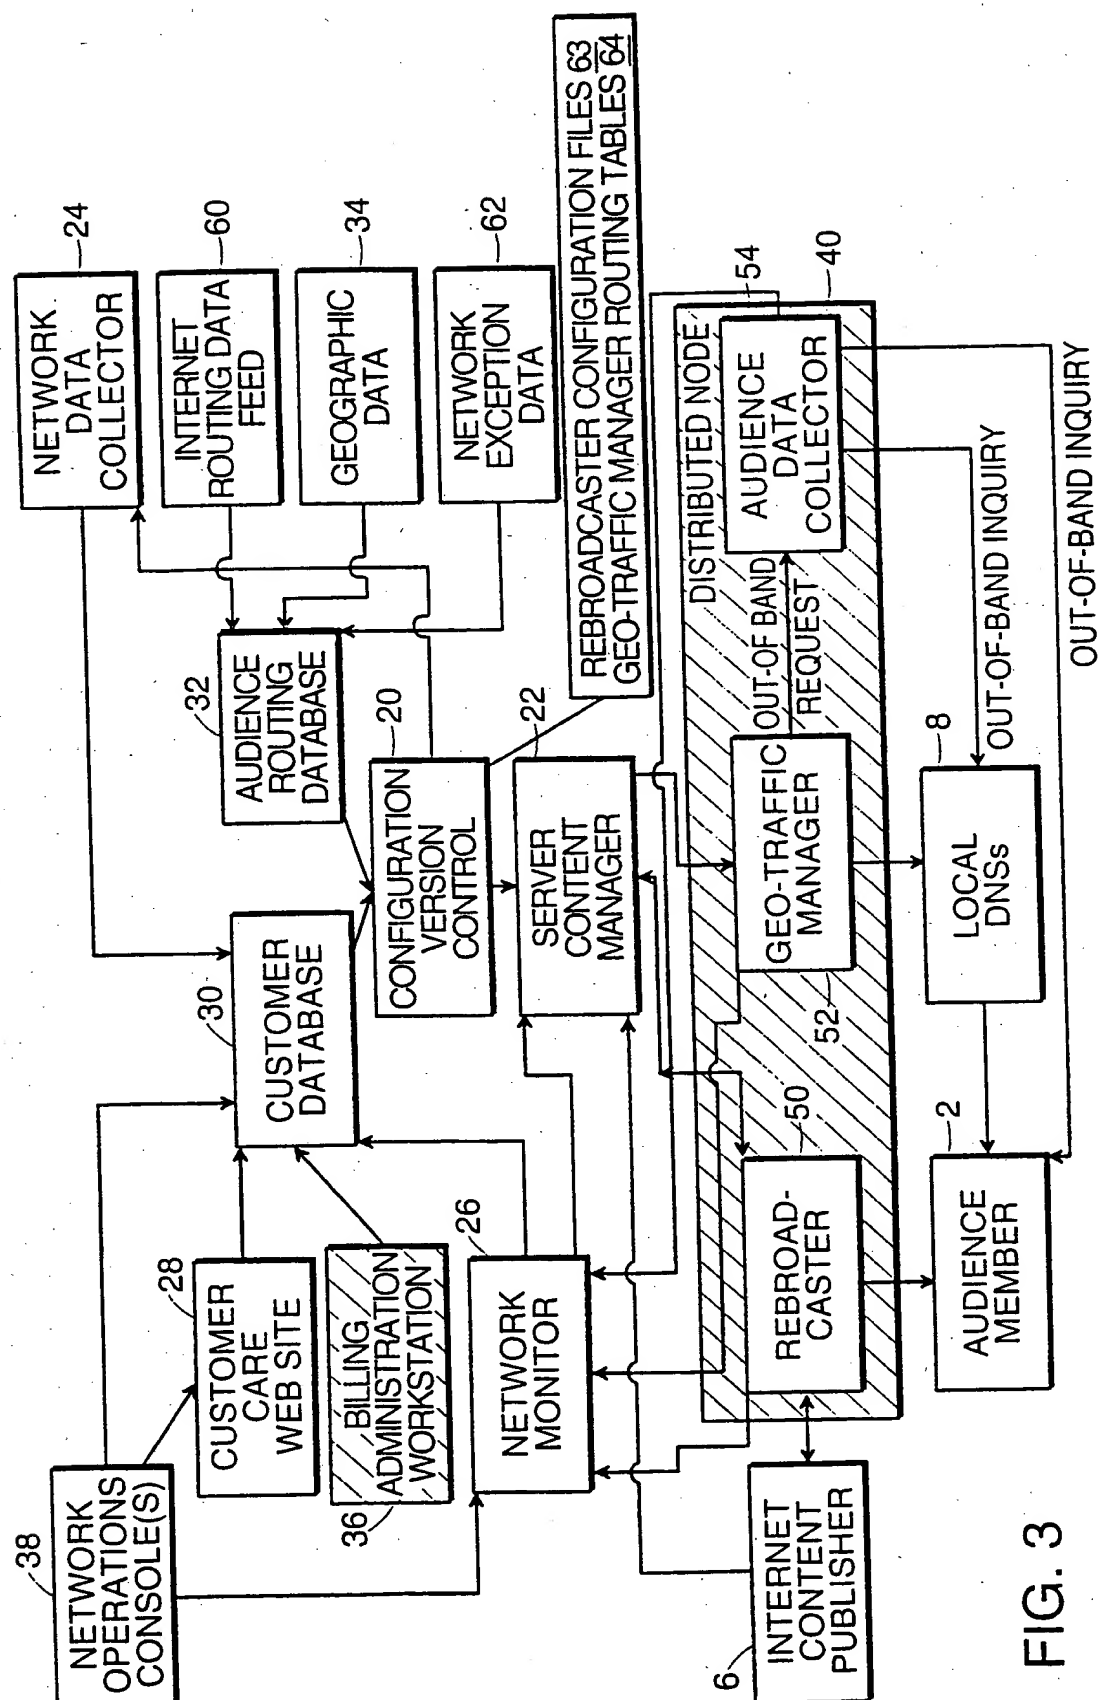 38
NETWORK
OPERATIONS
CONSOLE(S)
28
CUSTOMER
CARE
WEB SITE
36
BILLING
ADMINISTRATION
WORKSTATION
26
NETWORK
MONITOR
6
INTERNET
CONTENT
PUBLISHER
30
CUSTOMER
DATABASE
32
AUDIENCE
ROUTING
DATABASE
20
CONFIGURATION
VERSION
CONTROL
22
SERVER
CONTENT
MANAGER
24
NETWORK
DATA
COLLECTOR
60
INTERNET
ROUTING DATA
FEED
34
GEOGRAPHIC
DATA
62
NETWORK
EXCEPTION
DATA
REBROADCASTER CONFIGURATION FILES 63
GEO-TRAFFIC MANAGER ROUTING TABLES 64
DISTRIBUTED NODE
40
54
AUDIENCE
DATA
COLLECTOR
OUT-OF BAND
REQUEST
GEO-TRAFFIC
MANAGER
52
50
REBROAD-
CASTER
8
LOCAL
DNSs
2
AUDIENCE
MEMBER
OUT-OF-BAND INQUIRY
OUT-OF-BAND INQUIRY
FIG. 3